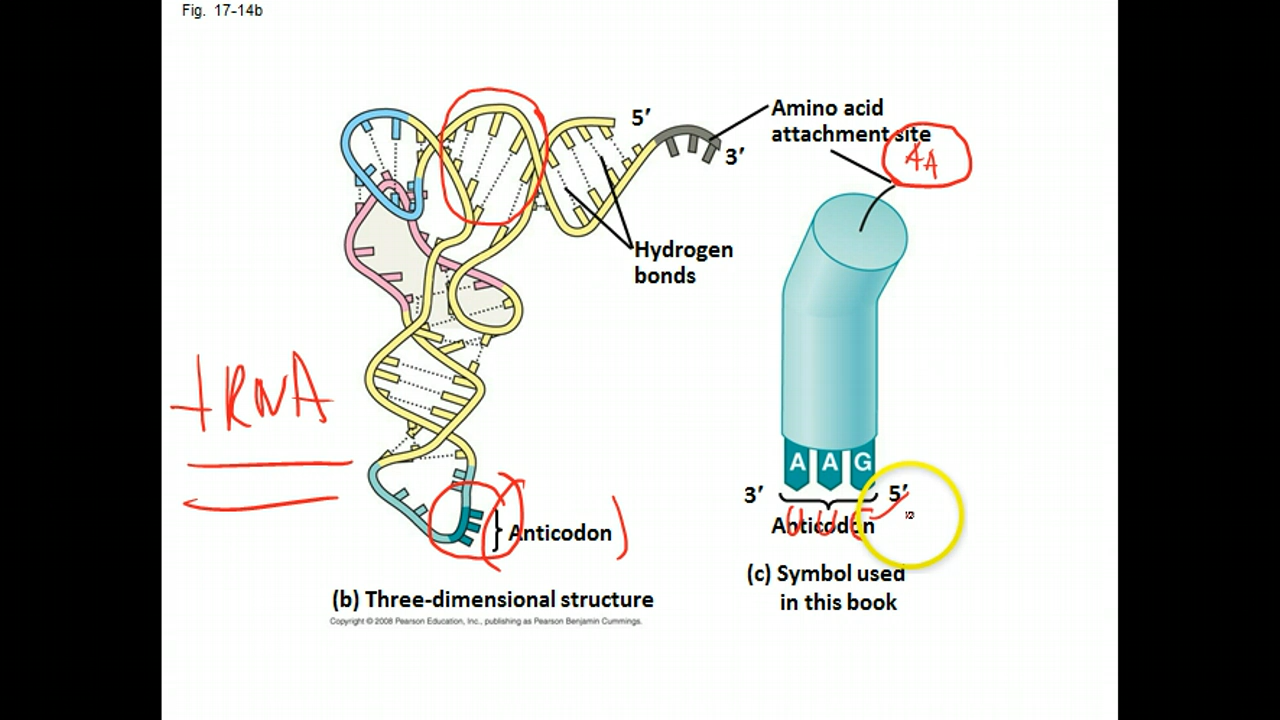 Fig. 17-14b
5′
3′
Amino acid
attachment site
AA
Hydrogen
bonds
tRNA
A A G
3′
5′
Anticodon
U U C
Anticodon
(c) Symbol used
in this book
(b) Three-dimensional structure
Copyright © 2008 Pearson Education, Inc., publishing as Pearson Benjamin Cummings.